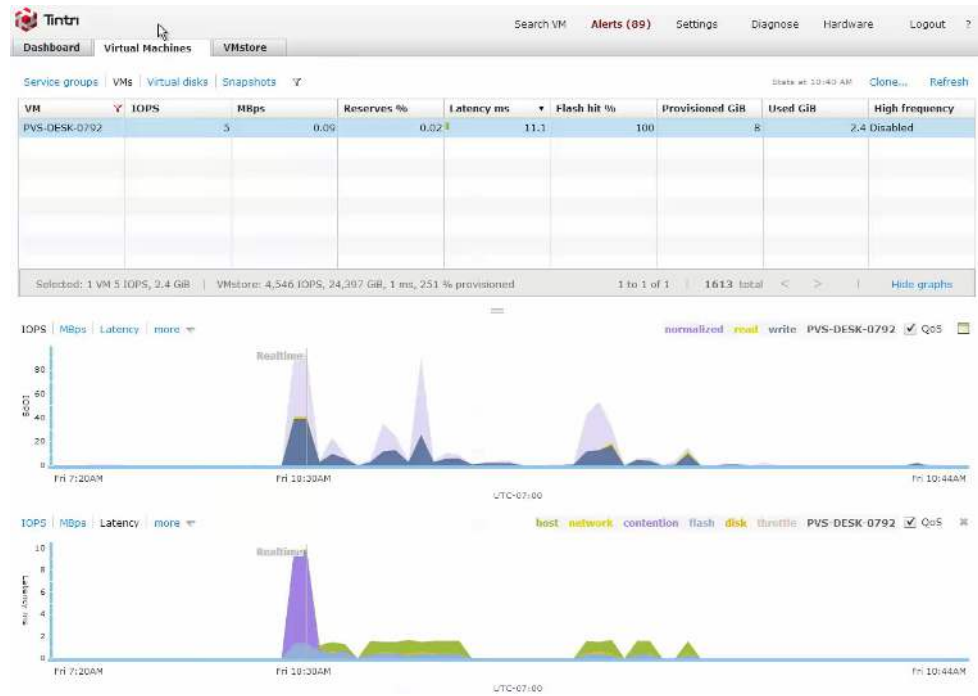 Tintri
Search VM Alerts (89) Settings Diagnose Hardware Logout ?
Dashboard Virtual Machines VMstore
Service groups VMs Virtual disks Snapshots State at 10:40 AM Clone... Refresh
VM IOPS MBps Reserves % Latency ms Flash hit % Provisioned GiB Used GiB High frequency
PVS-DESK-0792 5 0.09 0.02 11.1 100 8 2.4 Disabled
Selected: 1 VM 5 IOPS, 2.4 GiB | VMstore: 4,546 IOPS, 24,397 GiB, 1 ms, 251 % provisioned 1 to 1 of 1 | 1613 total < > | Hide graphs
IOPS MBps Latency more normalized read write PVS-DESK-0792 QoS
Realtime
80
60
IOPS
40
20
0
Fri 7:20AM Fri 10:30AM Fri 10:44AM
UTC-07:00
IOPS MBps Latency more host network contention flash disk throttle PVS-DESK-0792 QoS
10
Realtime
8
6
Latency ms
4
2
0
Fri 7:20AM Fri 10:30AM Fri 10:44AM
UTC-07:00